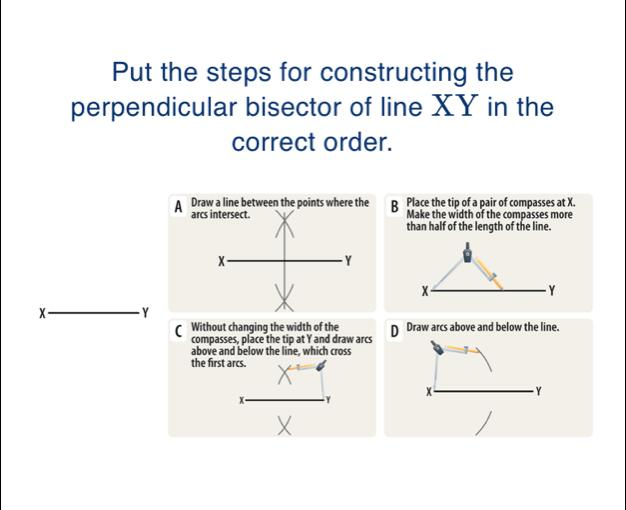 Put the steps for constructing the
perpendicular bisector of line XY in the
correct order.
A Draw a line between the points where the
arcs intersect.
X Y
B Place the tip of a pair of compasses at X.
Make the width of the compasses more
than half of the length of the line.
X Y
X Y
C Without changing the width of the
compasses, place the tip at Y and draw arcs
above and below the line, which cross
the first arcs.
X Y
D Draw arcs above and below the line.
X Y